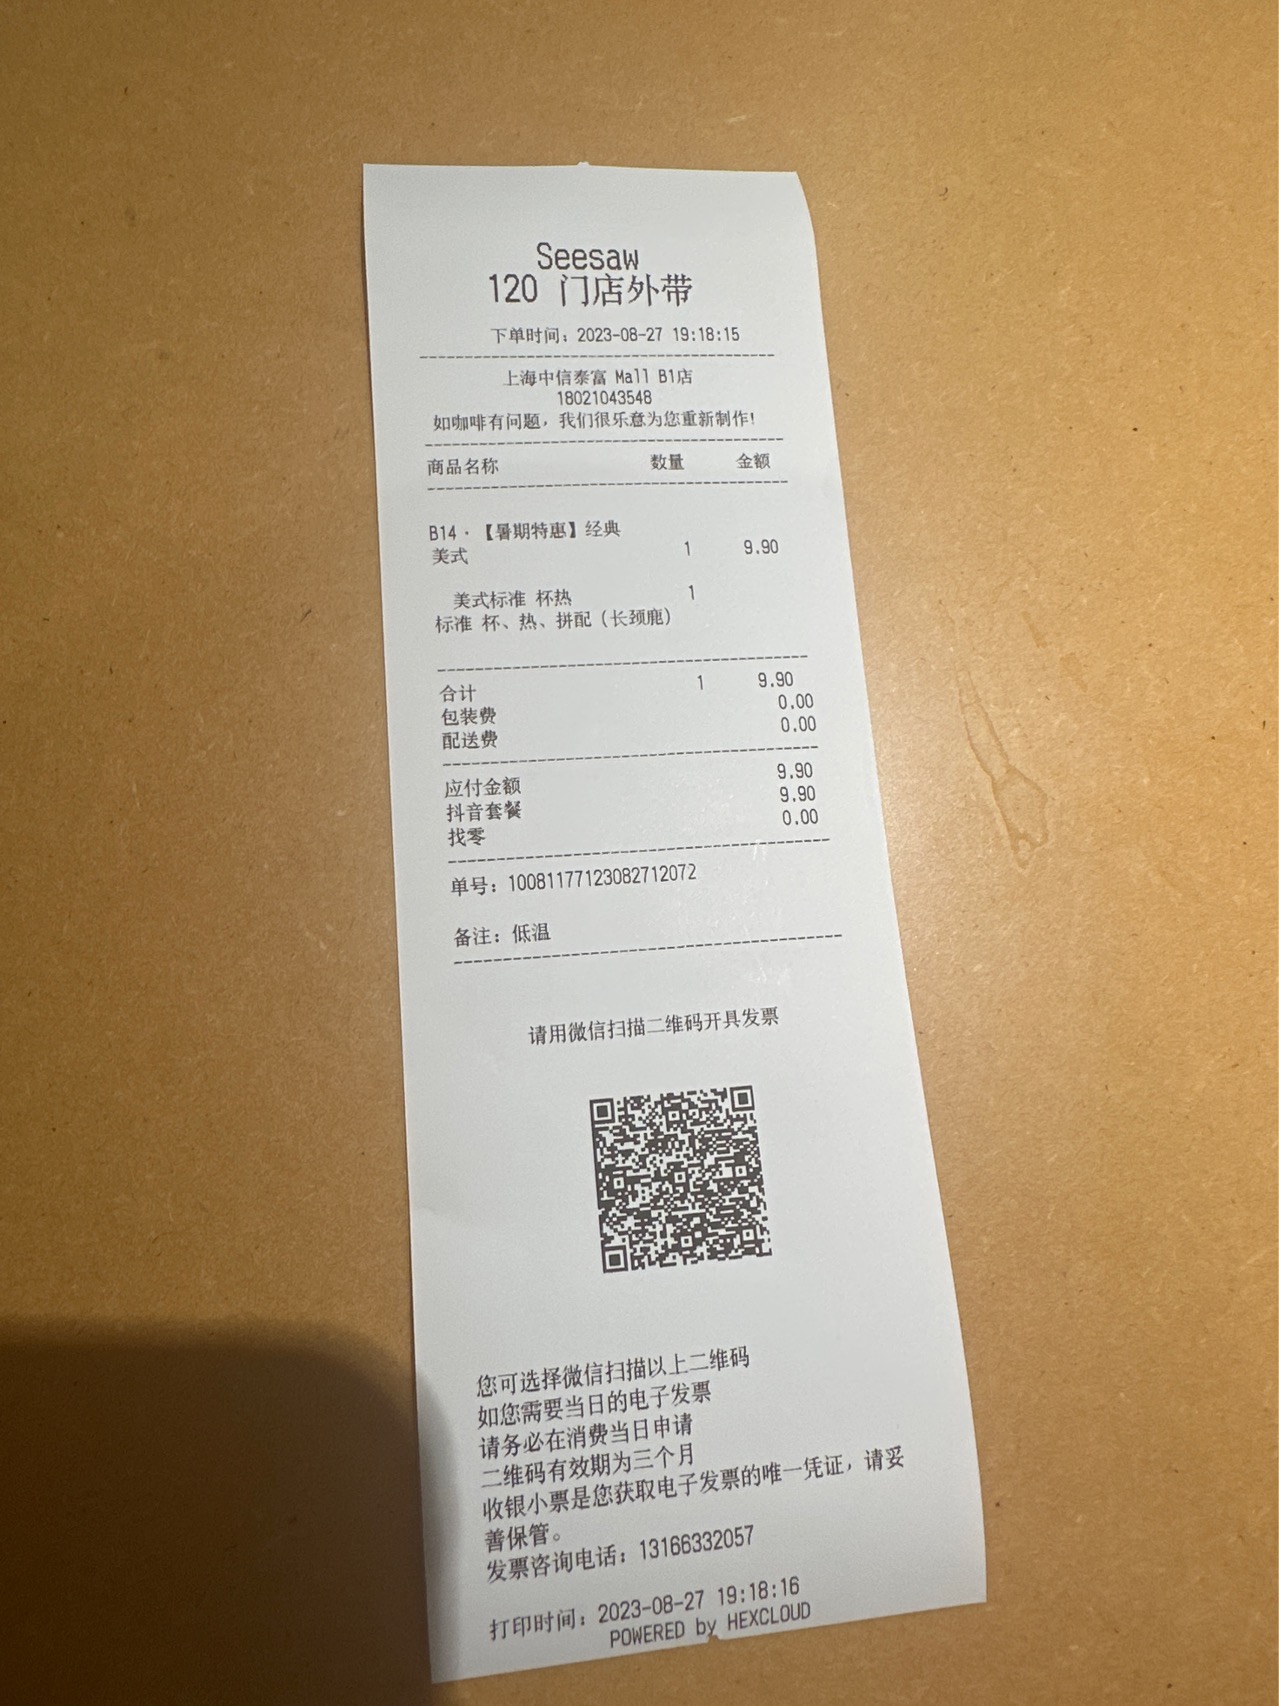 Seesaw
120 门店外带
下单时间：2023-08-27 19:18:15
上海中信泰富 Mall B1店
18021043548
如咖啡有问题，我们很乐意为您重新制作！
商品名称 数量 金额
B14·【暑期特惠】经典
美式 1 9.90
美式标准 杯热 1
标准 杯、热、拼配（长颈鹿）
合计 1 9.90
包装费 0.00
配送费 0.00
应付金额 9.90
抖音套餐 9.90
找零 0.00
单号：10081177123082712072
备注：低温
请用微信扫描二维码开具发票
您可选择微信扫描以上二维码
如您需要当日的电子发票
请务必在消费当日申请
二维码有效期为三个月
收银小票是您获取电子发票的唯一凭证，请妥
善保管。
发票咨询电话：13166332057
打印时间：2023-08-27 19:18:16
POWERED by HEXCLOUD